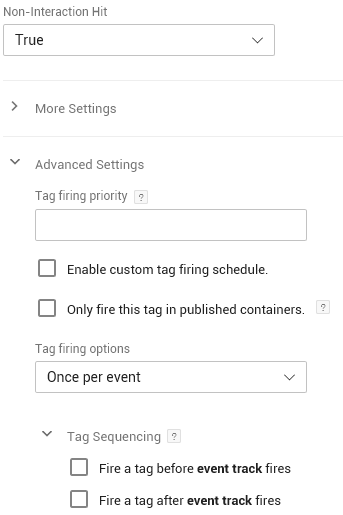 Non-Interaction Hit
True
More Settings
Advanced Settings
Tag firing priority ?
Enable custom tag firing schedule.
Only fire this tag in published containers. ?
Tag firing options
Once per event
Tag Sequencing ?
Fire a tag before event track fires
Fire a tag after event track fires